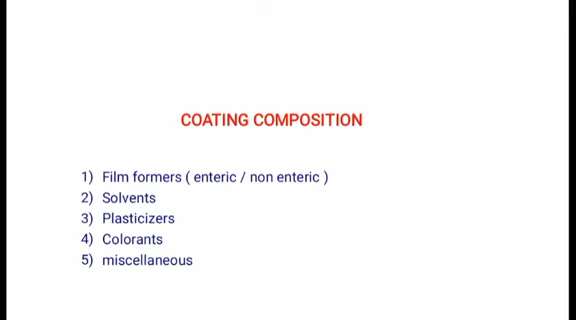 COATING COMPOSITION
1) Film formers ( enteric / non enteric )
2) Solvents
3) Plasticizers
4) Colorants
5) miscellaneous